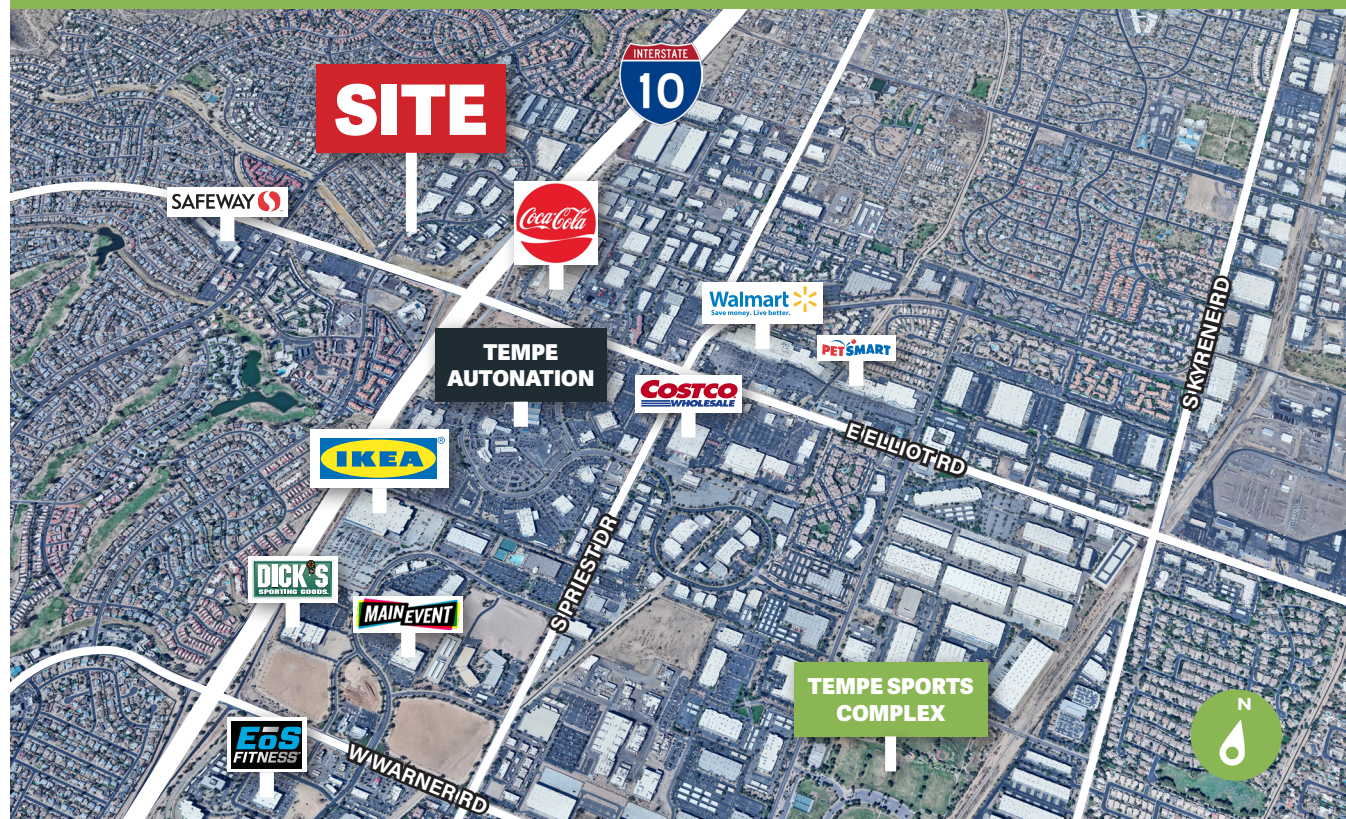 INTERSTATE
10
SITE
SAFEWAY
Coca-Cola
Walmart
Save money. Live better.
PETSMART
TEMPE
AUTONATION
COSTCO
WHOLESALE
S KYRENE RD
E ELLIOT RD
IKEA
®
S PRIEST DR
DICK'S
SPORTING GOODS.
MAIN EVENT
TEMPE SPORTS
COMPLEX
N
EōS
FITNESS
W WARNER RD